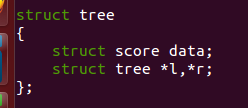 struct tree
{
    struct score data;
    struct tree *l,*r;
};